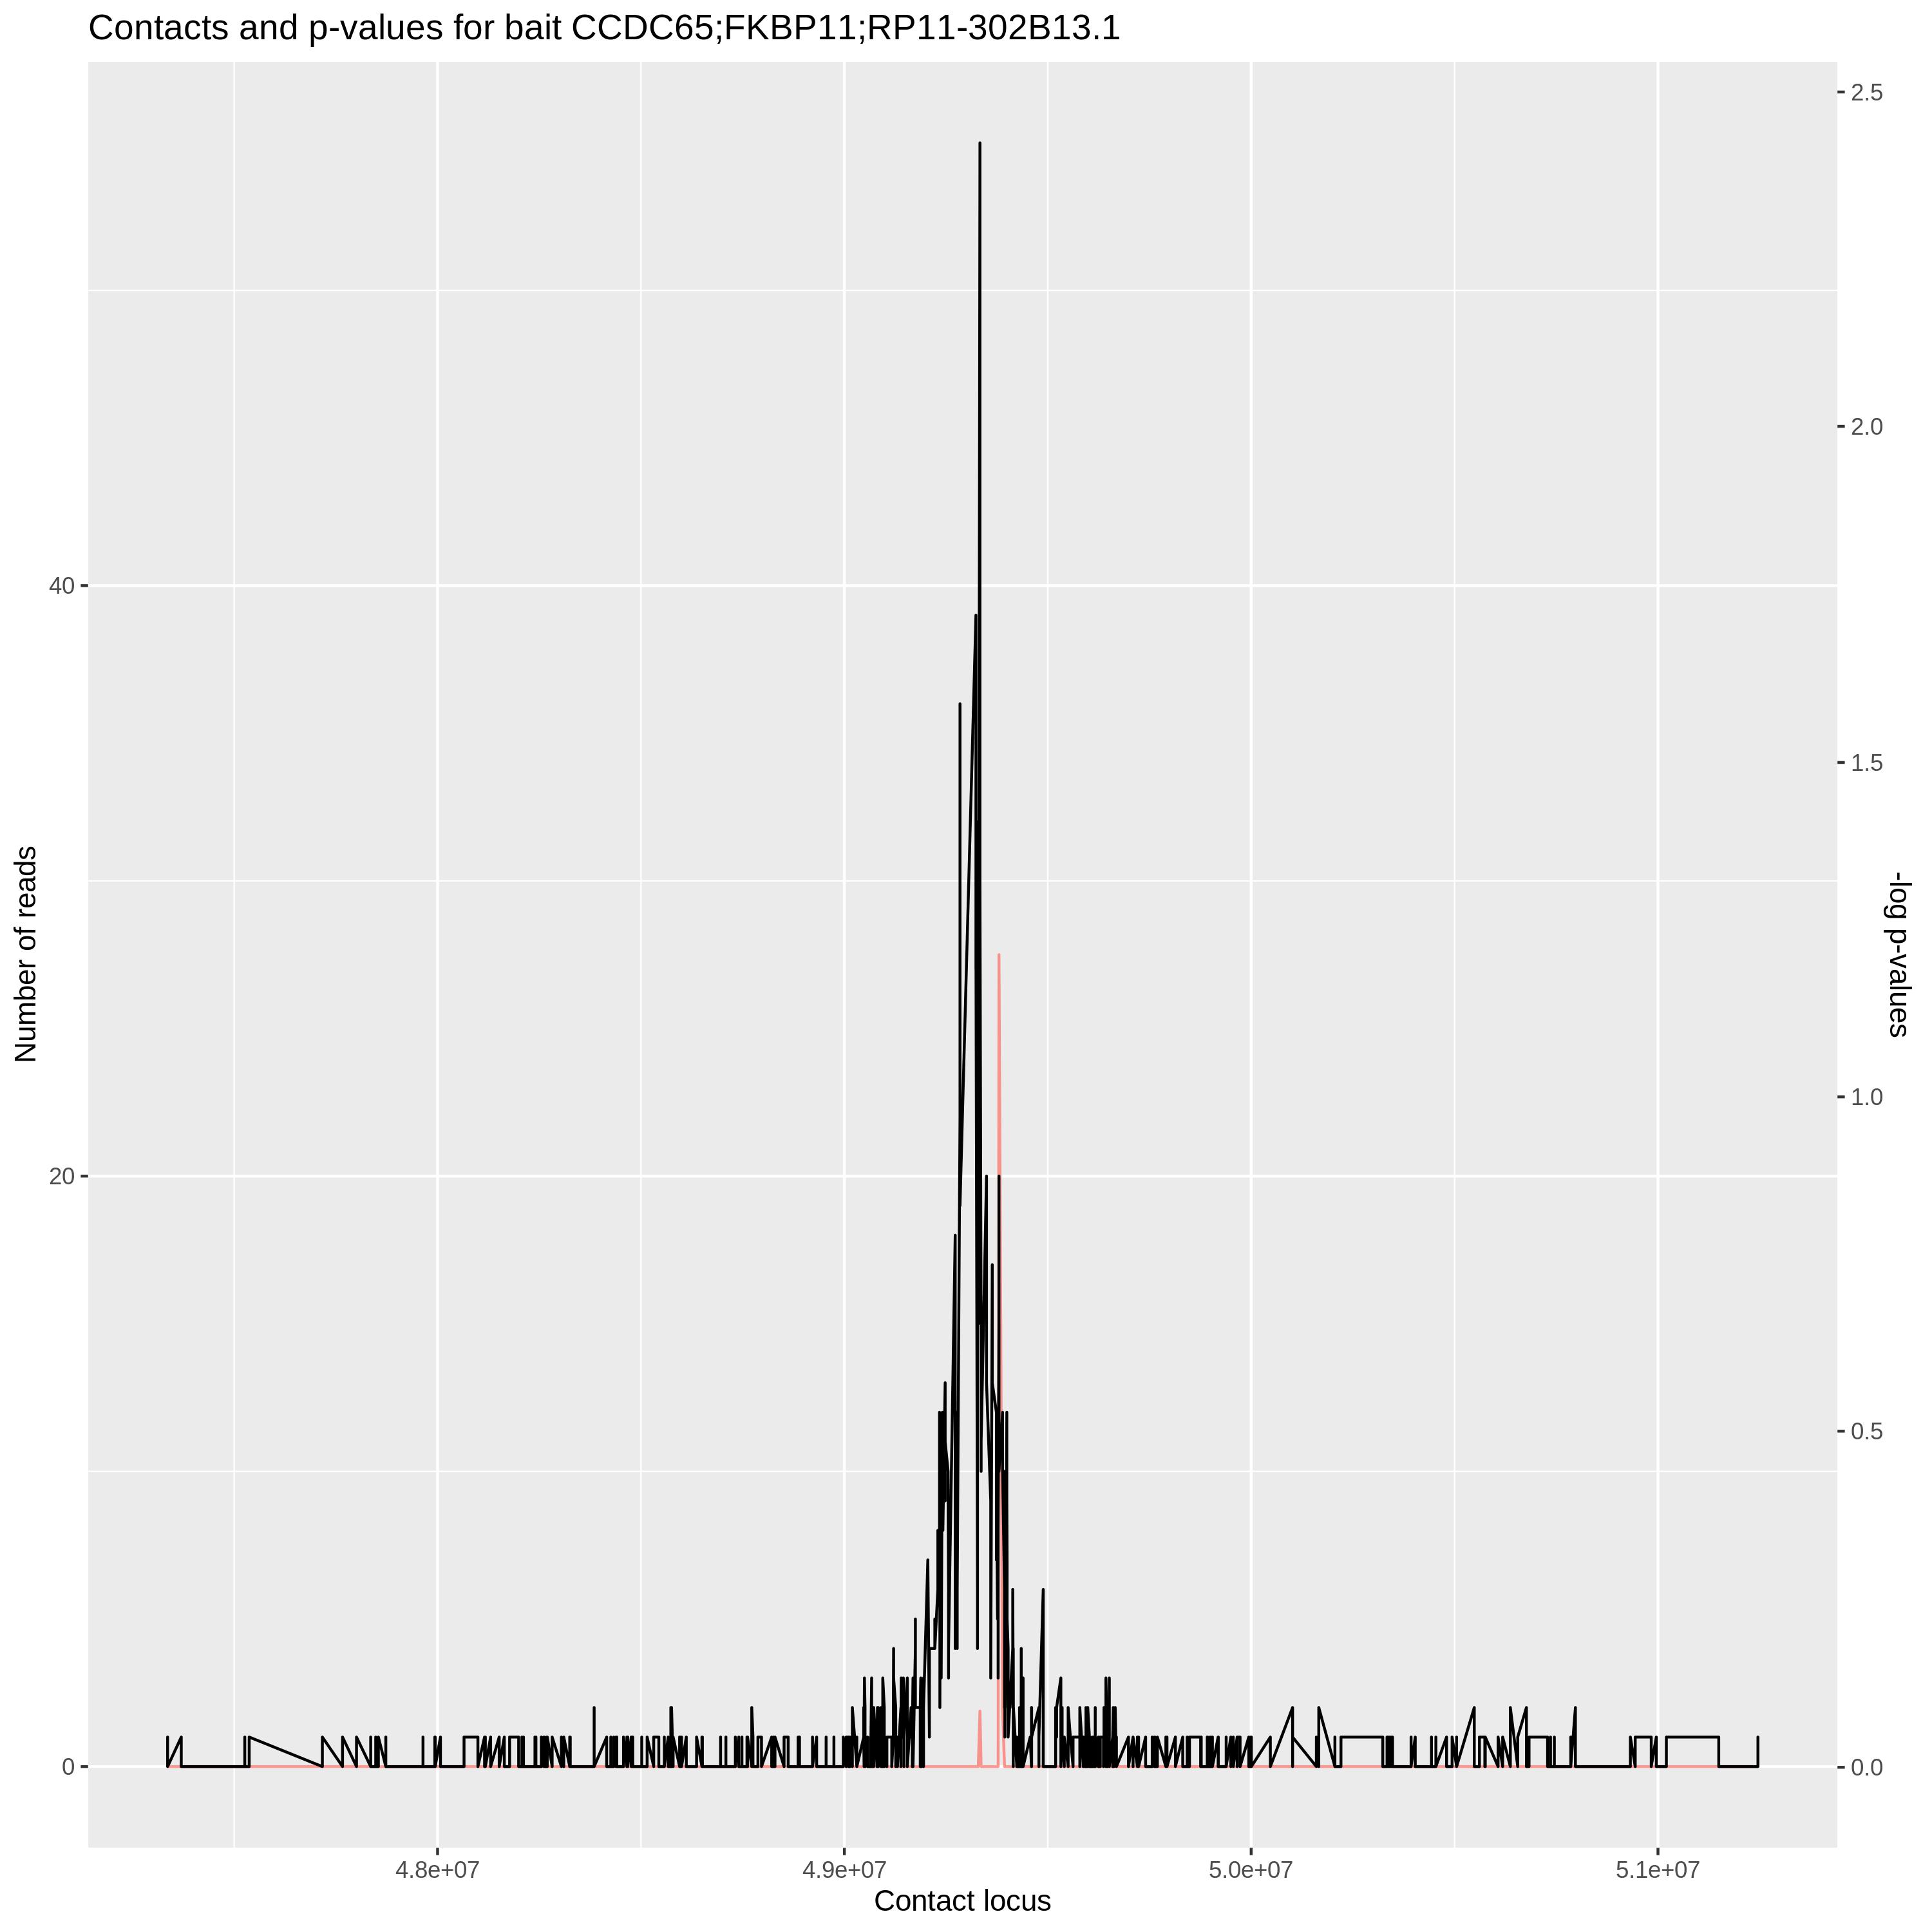 Contacts and p-values for bait CCDC65;FKBP11;RP11-302B13.1
Number of reads
40
20
0
2.5
2.0
1.5
1.0
0.5
0.0
-log p-values
4.8e+07
4.9e+07
5.0e+07
5.1e+07
Contact locus